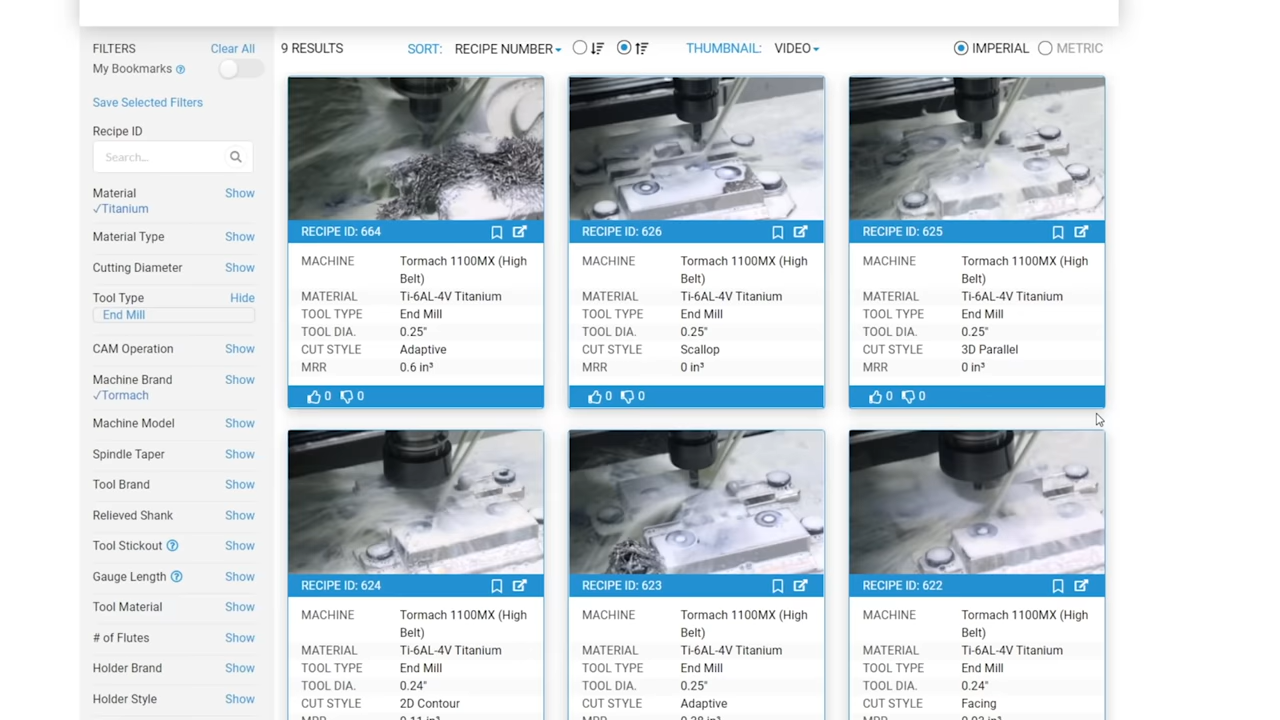 FILTERS
Clear All
My Bookmarks
Save Selected Filters
Recipe ID
Search...
Material Show
✓Titanium
Material Type Show
Cutting Diameter Show
Tool Type Hide
End Mill
CAM Operation Show
Machine Brand Show
✓Tormach
Machine Model Show
Spindle Taper Show
Tool Brand Show
Relieved Shank Show
Tool Stickout Show
Gauge Length Show
Tool Material Show
# of Flutes Show
Holder Brand Show
Holder Style Show
9 RESULTS SORT: RECIPE NUMBER THUMBNAIL: VIDEO IMPERIAL METRIC
RECIPE ID: 664
MACHINE Tormach 1100MX (High
Belt)
MATERIAL Ti-6AL-4V Titanium
TOOL TYPE End Mill
TOOL DIA. 0.25"
CUT STYLE Adaptive
MRR 0.6 in³
0 0
RECIPE ID: 626
MACHINE Tormach 1100MX (High
Belt)
MATERIAL Ti-6AL-4V Titanium
TOOL TYPE End Mill
TOOL DIA. 0.25"
CUT STYLE Scallop
MRR 0 in³
0 0
RECIPE ID: 625
MACHINE Tormach 1100MX (High
Belt)
MATERIAL Ti-6AL-4V Titanium
TOOL TYPE End Mill
TOOL DIA. 0.25"
CUT STYLE 3D Parallel
MRR 0 in³
0 0
RECIPE ID: 624
MACHINE Tormach 1100MX (High
Belt)
MATERIAL Ti-6AL-4V Titanium
TOOL TYPE End Mill
TOOL DIA. 0.24"
CUT STYLE 2D Contour
RECIPE ID: 623
MACHINE Tormach 1100MX (High
Belt)
MATERIAL Ti-6AL-4V Titanium
TOOL TYPE End Mill
TOOL DIA. 0.25"
CUT STYLE Adaptive
RECIPE ID: 622
MACHINE Tormach 1100MX (High
Belt)
MATERIAL Ti-6AL-4V Titanium
TOOL TYPE End Mill
TOOL DIA. 0.24"
CUT STYLE Facing